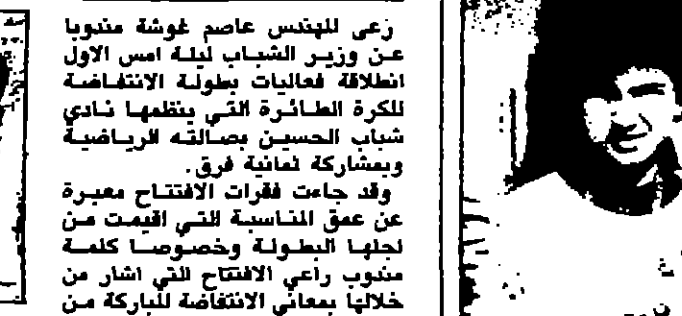 رعى المهندس عاصم غوشة مندوبا
عن وزير الشباب ليلة امس الاول
انطلاقة فعاليات بطولة الانتفاضة
للكرة الطائرة التي ينظمها نادي
شباب الحسين بصالته الرياضية
وبمشاركة ثمانية فرق.
وقد جاءت فقرات الافتتاح معبرة
عن عمق المناسبة التي اقيمت من
اجلها البطولة وخصوصا كلمة
مندوب راعي الافتتاح التي اشار من
خلالها بمعاني الانتفاضة المباركة من